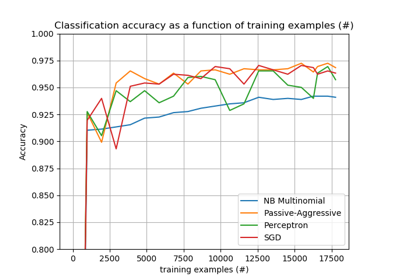 Classification accuracy as a function of training examples (#)
1.000
0.975
0.950
0.925
0.900
0.875
0.850
0.825
0.800
Accuracy
NB Multinomial
Passive-Aggressive
Perceptron
SGD
0 2500 5000 7500 10000 12500 15000 17500
training examples (#)